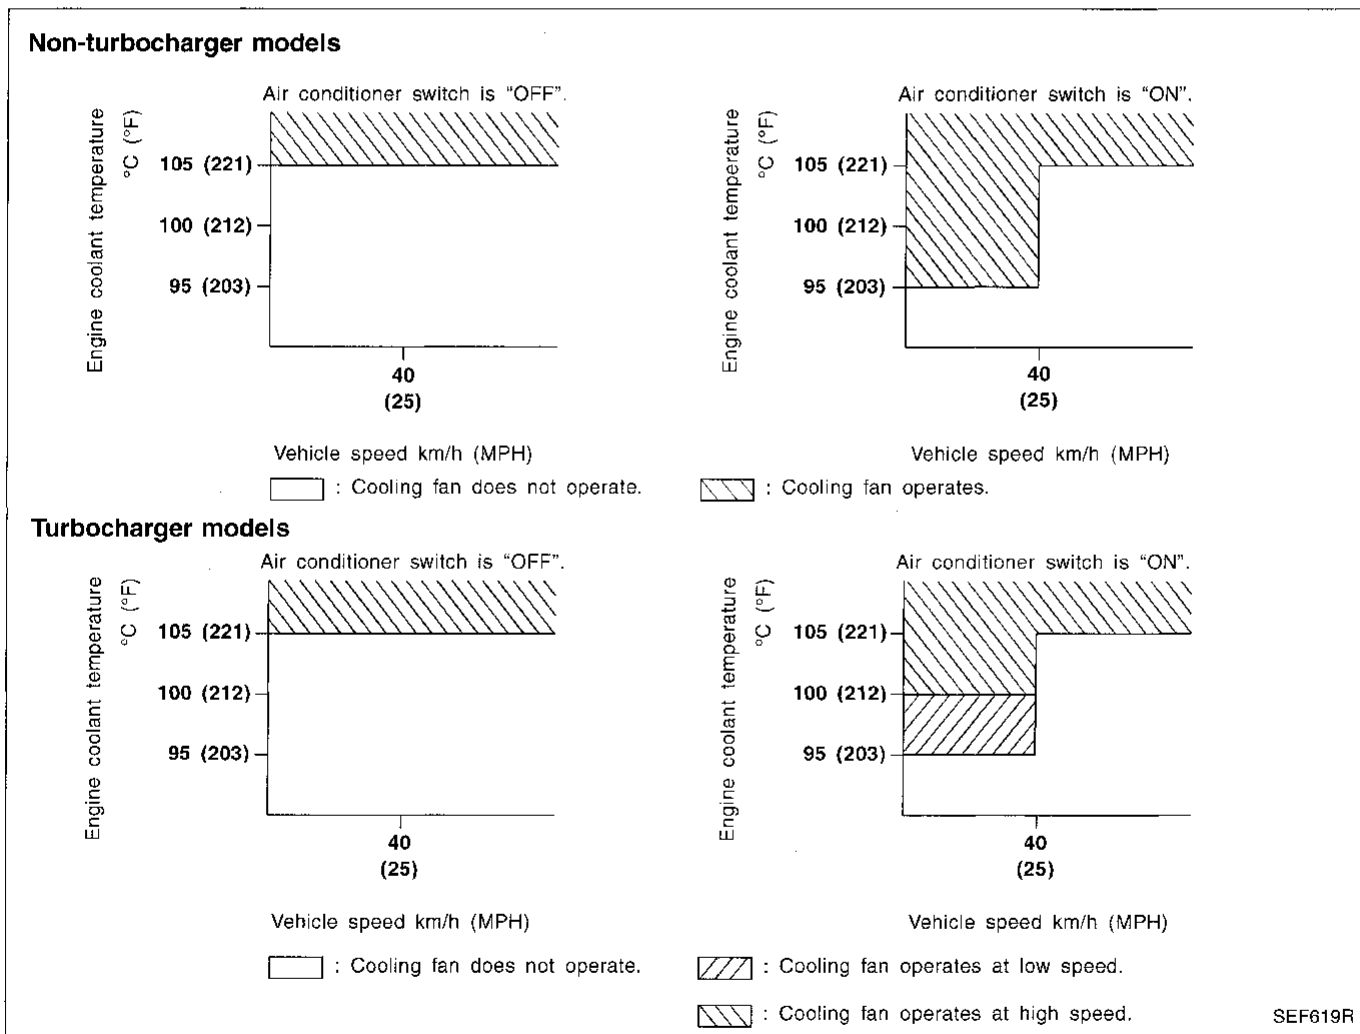 Non-turbocharger models
Air conditioner switch is “OFF”.
Engine coolant temperature
°C (°F)
105 (221)
100 (212)
95 (203)
40
(25)
Vehicle speed km/h (MPH)
Air conditioner switch is “ON”.
Engine coolant temperature
°C (°F)
105 (221)
100 (212)
95 (203)
40
(25)
Vehicle speed km/h (MPH)
: Cooling fan does not operate.
: Cooling fan operates.
Turbocharger models
Air conditioner switch is “OFF”.
Engine coolant temperature
°C (°F)
105 (221)
100 (212)
95 (203)
40
(25)
Vehicle speed km/h (MPH)
Air conditioner switch is “ON”.
Engine coolant temperature
°C (°F)
105 (221)
100 (212)
95 (203)
40
(25)
Vehicle speed km/h (MPH)
: Cooling fan does not operate.
: Cooling fan operates at low speed.
: Cooling fan operates at high speed.
SEF619R